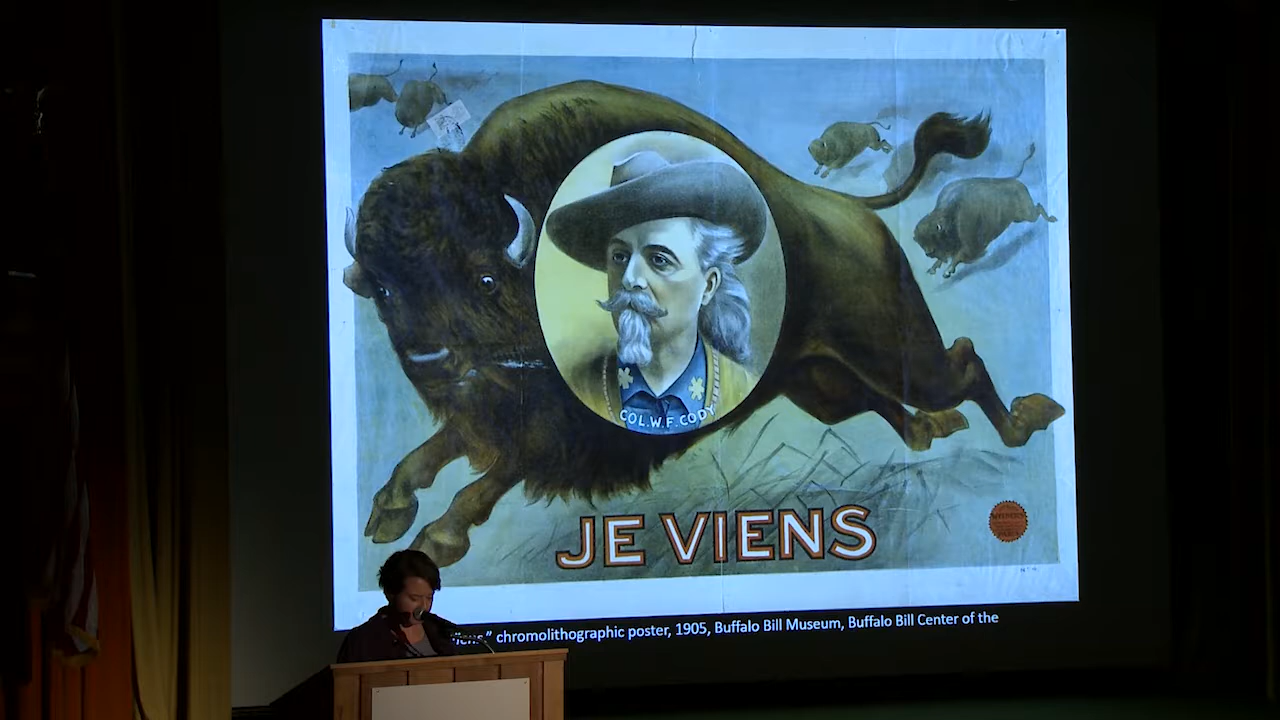 COL.W.F.CODY
JE VIENS
chromolithographic poster, 1905, Buffalo Bill Museum, Buffalo Bill Center of the